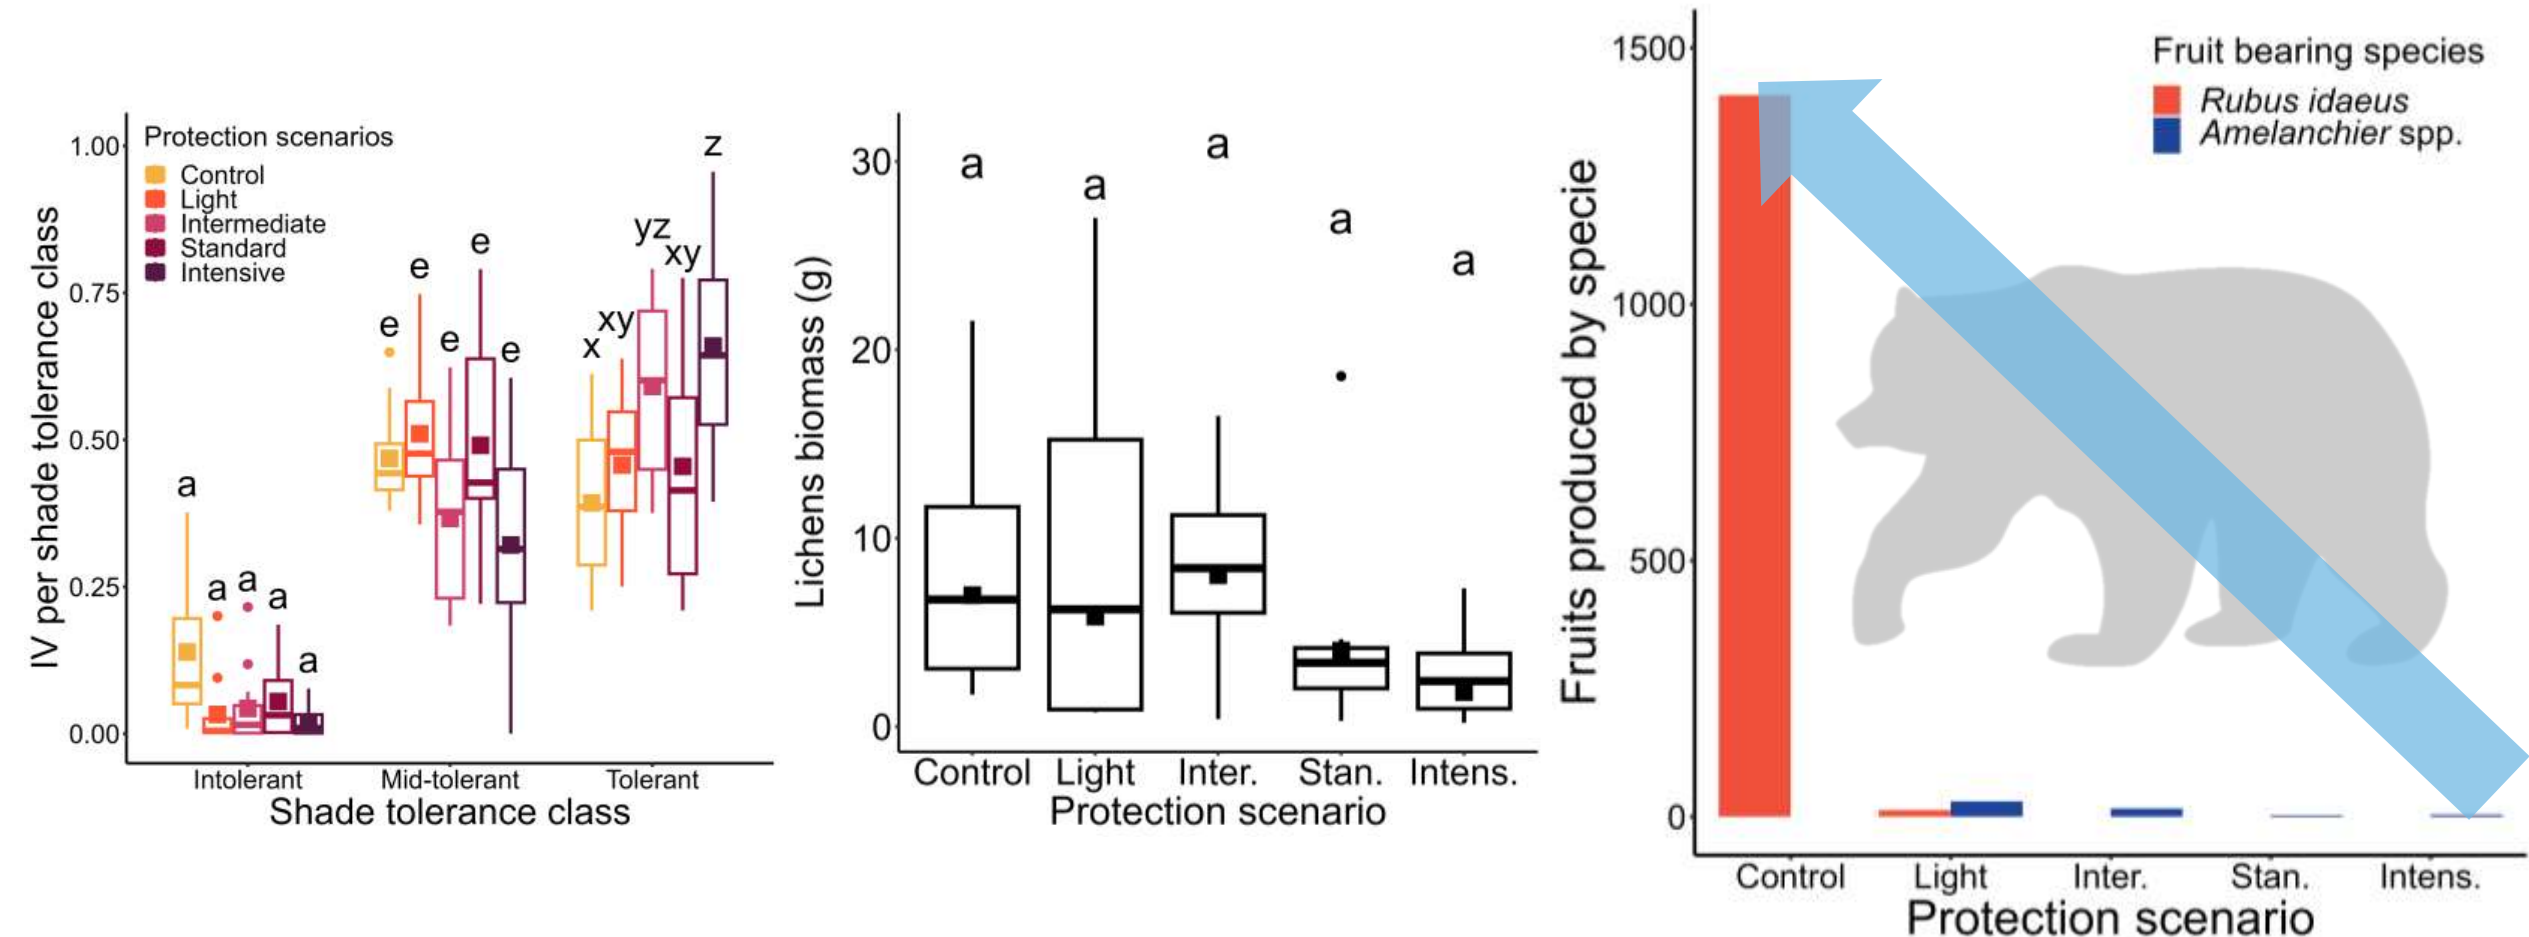 IV per shade tolerance class
1.00
0.75
0.50
0.25
0.00
Protection scenarios
Control
Light
Intermediate
Standard
Intensive
a
a
a
a
a
e
e
e
e
e
x
xy
yz
xy
z
Intolerant Mid-tolerant Tolerant
Shade tolerance class
Lichens biomass (g)
30
20
10
0
a
a
a
a
a
Control Light Inter. Stan. Intens.
Protection scenario
Fruits produced by specie
1500
1000
500
0
Fruit bearing species
Rubus idaeus
Amelanchier spp.
Control Light Inter. Stan. Intens.
Protection scenario